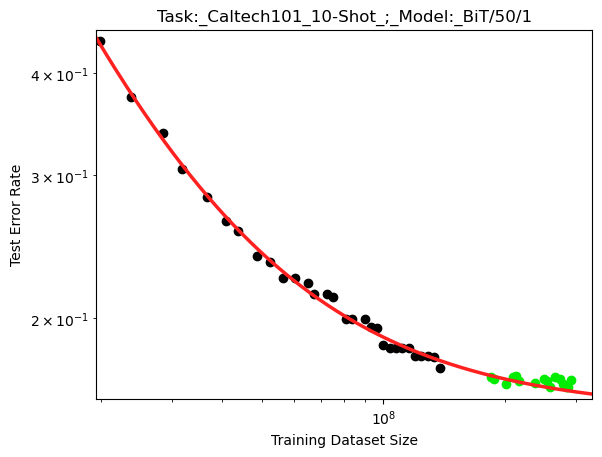 Task:_Caltech101_10-Shot_;_Model:_BiT/50/1
4 × 10⁻¹
3 × 10⁻¹
2 × 10⁻¹
Test Error Rate
10⁸
Training Dataset Size